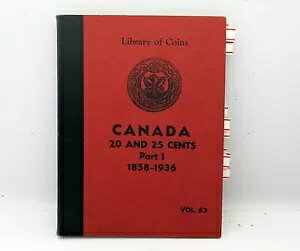 Library of Coins
CANADA
20 AND 25 CENTS
Part 1
1858-1936
VOL 63